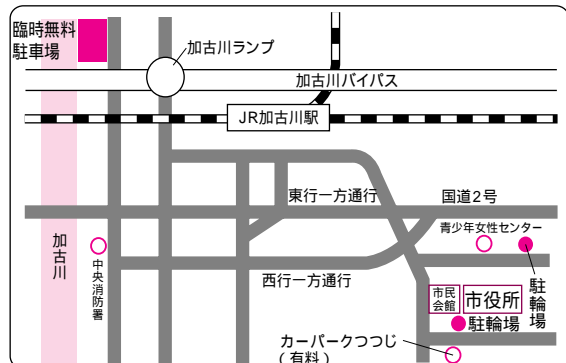 臨時無料
駐車場
加古川ランプ
加古川バイパス
JR加古川駅
東行一方通行
国道2号
青少年女性センター
加古川
中央消防署
西行一方通行
駐輪場
市民
会館
市役所
駐輪場
カーパークつつじ
(有料)